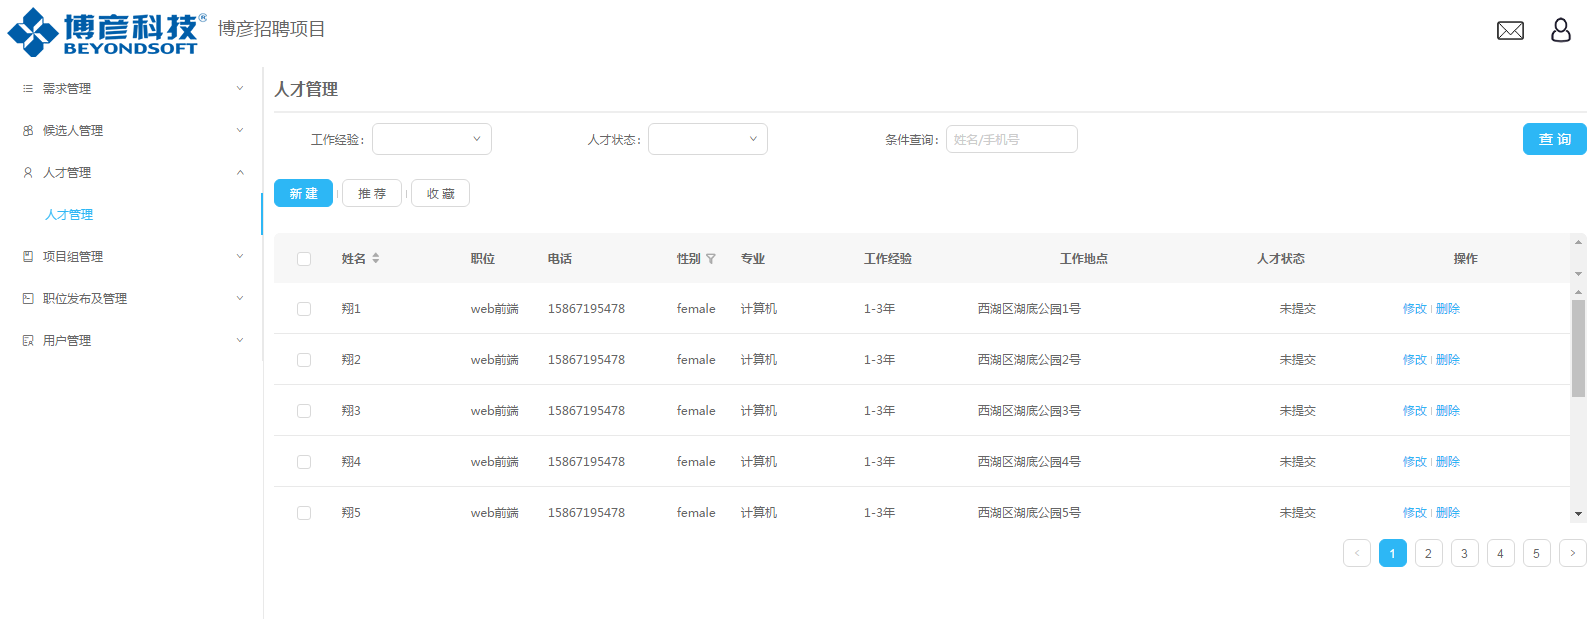 博彦科技®
BEYONDSOFT
博彦招聘项目
需求管理
候选人管理
人才管理
人才管理
项目组管理
职位发布及管理
用户管理
人才管理
工作经验： 人才状态： 条件查询： 姓名/手机号 查 询
新 建 推 荐 收 藏
姓名 职位 电话 性别 专业 工作经验 工作地点 人才状态 操作
翔1 web前端 15867195478 female 计算机 1-3年 西湖区湖底公园1号 未提交 修改 删除
翔2 web前端 15867195478 female 计算机 1-3年 西湖区湖底公园2号 未提交 修改 删除
翔3 web前端 15867195478 female 计算机 1-3年 西湖区湖底公园3号 未提交 修改 删除
翔4 web前端 15867195478 female 计算机 1-3年 西湖区湖底公园4号 未提交 修改 删除
翔5 web前端 15867195478 female 计算机 1-3年 西湖区湖底公园5号 未提交 修改 删除
< 1 2 3 4 5 >